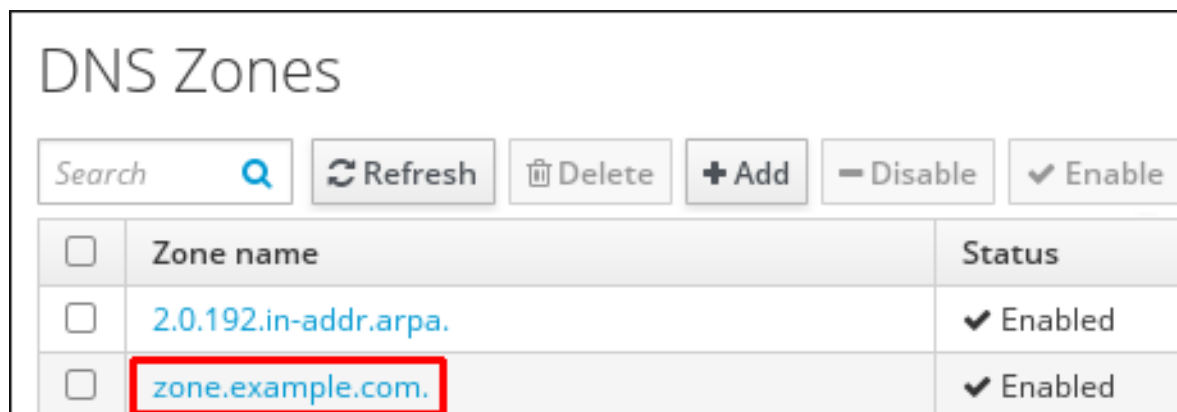 DNS Zones
Search Refresh Delete Add Disable Enable
Zone name Status
2.0.192.in-addr.arpa. Enabled
zone.example.com. Enabled